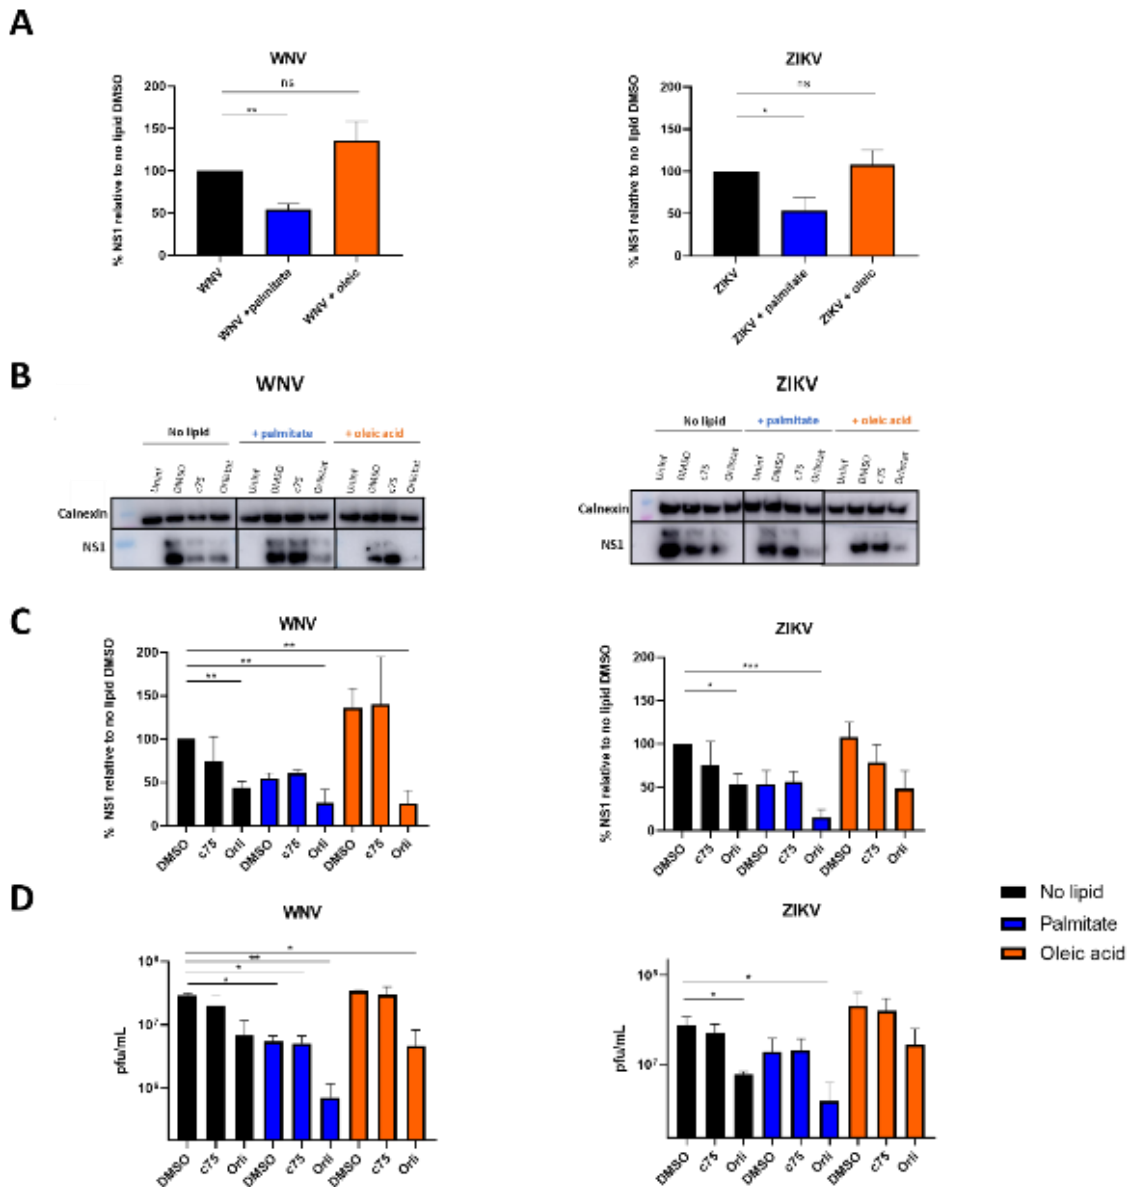 A
WNV
ZIKV
% NS1 relative to no lipid DMSO
200
150
100
50
0
ns
**
WNV
WNV +palmitate
WNV + oleic
% NS1 relative to no lipid DMSO
200
150
100
50
0
ns
*
ZIKV
ZIKV + palmitate
ZIKV + oleic
B
WNV
ZIKV
No lipid
+ palmitate
+ oleic acid
Uninf DMSO c75 Orlistat Uninf DMSO c75 Orlistat Uninf DMSO c75 Orlistat
Calnexin
NS1
No lipid
+ palmitate
+ oleic acid
Uninf DMSO c75 Orlistat Uninf DMSO c75 Orlistat Uninf DMSO c75 Orlistat
Calnexin
NS1
C
WNV
ZIKV
% NS1 relative to no lipid DMSO
200
150
100
50
0
**
**
**
DMSO c75 Orli DMSO c75 Orli DMSO c75 Orli
% NS1 relative to no lipid DMSO
200
150
100
50
0
***
*
DMSO c75 Orli DMSO c75 Orli DMSO c75 Orli
D
WNV
ZIKV
pfu/mL
10⁸
10⁷
10⁶
*
**
*
*
DMSO c75 Orli DMSO c75 Orli DMSO c75 Orli
pfu/mL
10⁸
10⁷
*
*
DMSO c75 Orli DMSO c75 Orli DMSO c75 Orli
No lipid
Palmitate
Oleic acid